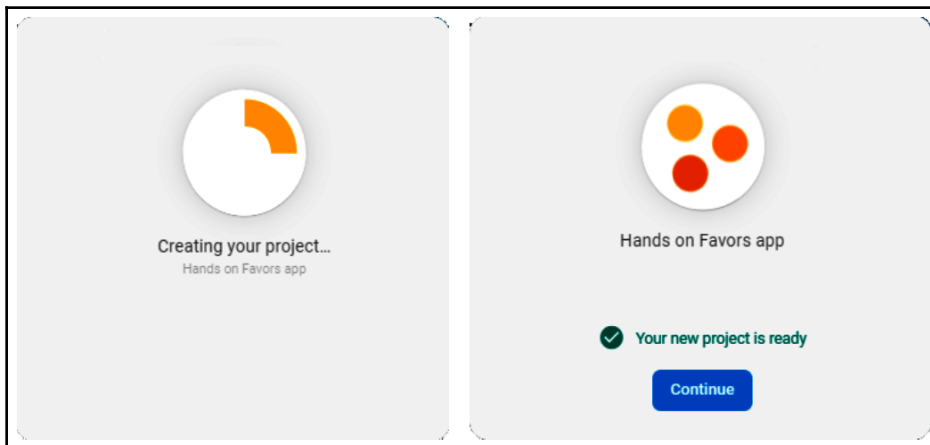 Creating your project...
Hands on Favors app
Hands on Favors app
Your new project is ready
Continue